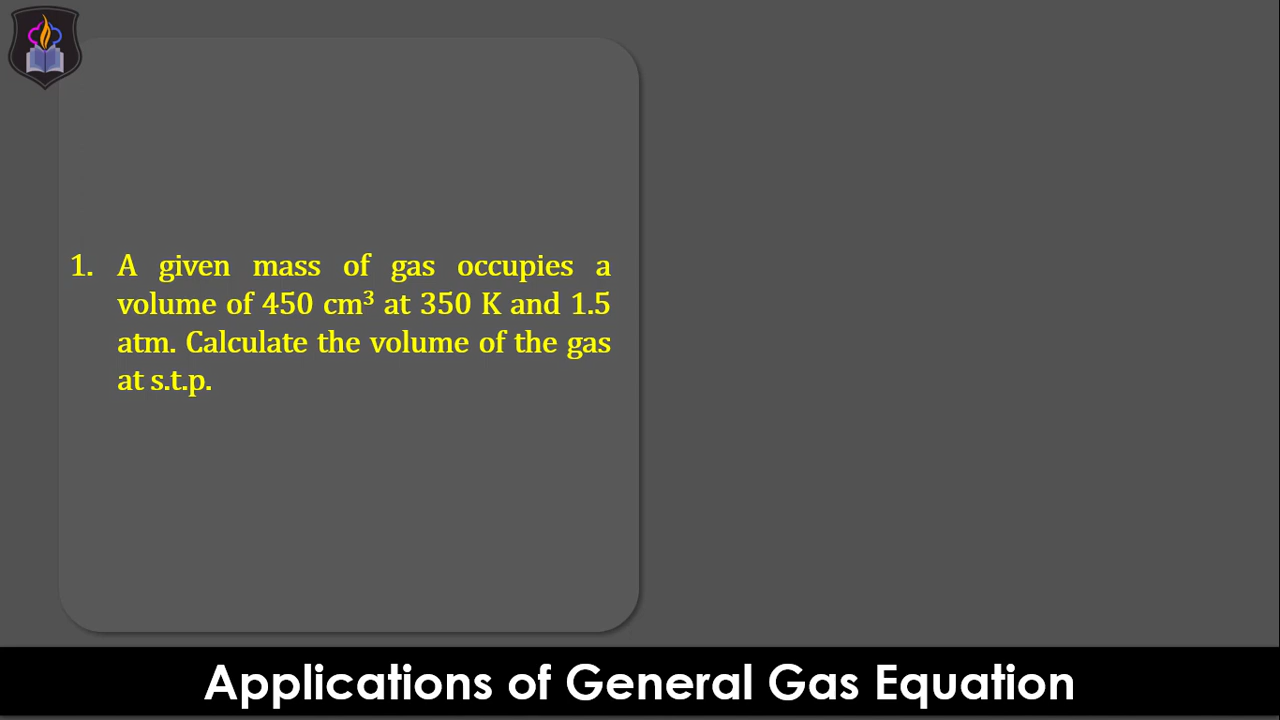 1. A given mass of gas occupies a
volume of 450 cm³ at 350 K and 1.5
atm. Calculate the volume of the gas
at s.t.p.
Applications of General Gas Equation